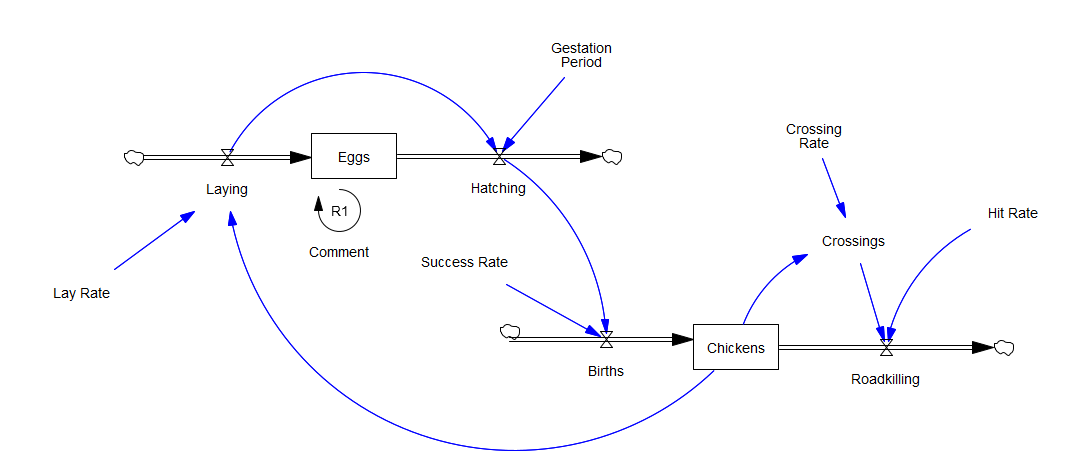 Gestation
Period
Crossing
Rate
Eggs
Laying
Hatching
R1
Hit Rate
Comment
Crossings
Success Rate
Lay Rate
Chickens
Births
Roadkilling